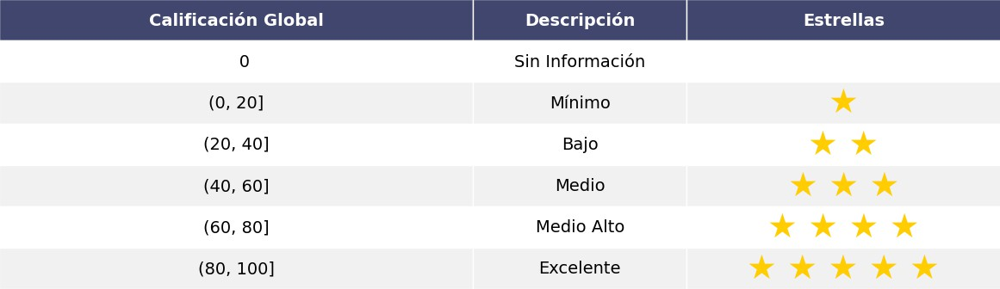 Calificación Global Descripción Estrellas
0 Sin Información
(0, 20] Mínimo ★
(20, 40] Bajo ★ ★
(40, 60] Medio ★ ★ ★
(60, 80] Medio Alto ★ ★ ★ ★
(80, 100] Excelente ★ ★ ★ ★ ★